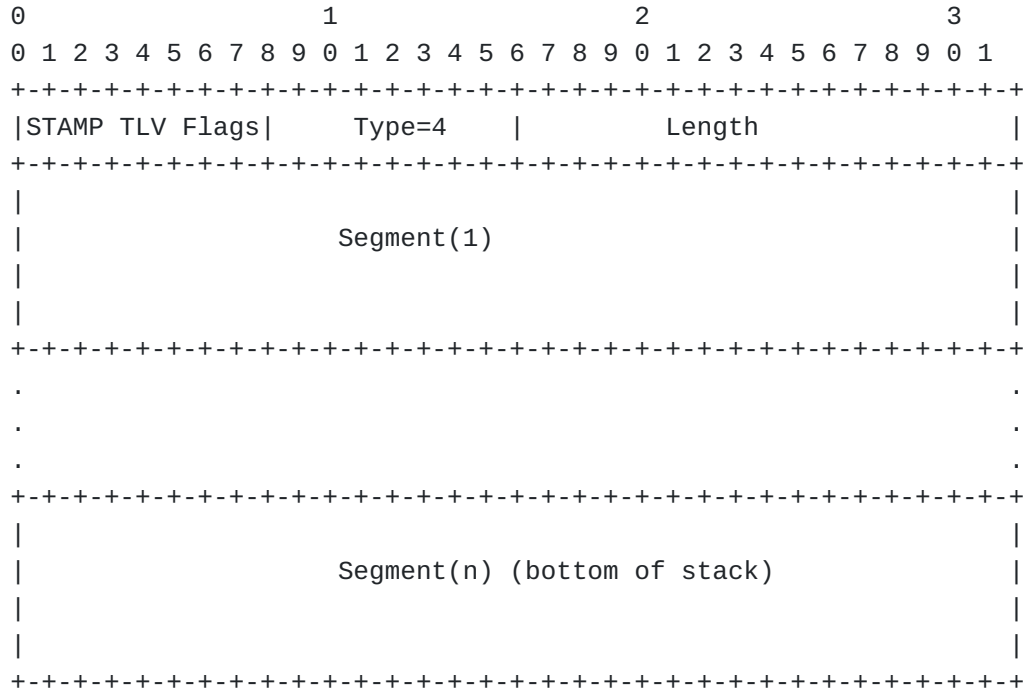 0                   1                   2                   3
0 1 2 3 4 5 6 7 8 9 0 1 2 3 4 5 6 7 8 9 0 1 2 3 4 5 6 7 8 9 0 1
+-+-+-+-+-+-+-+-+-+-+-+-+-+-+-+-+-+-+-+-+-+-+-+-+-+-+-+-+-+-+-+-+
|STAMP TLV Flags|     Type=4    |         Length                |
+-+-+-+-+-+-+-+-+-+-+-+-+-+-+-+-+-+-+-+-+-+-+-+-+-+-+-+-+-+-+-+-+
|                                                               |
|                    Segment(1)                                 |
|                                                               |
|                                                               |
+-+-+-+-+-+-+-+-+-+-+-+-+-+-+-+-+-+-+-+-+-+-+-+-+-+-+-+-+-+-+-+-+
.                                                               .
.                                                               .
.                                                               .
+-+-+-+-+-+-+-+-+-+-+-+-+-+-+-+-+-+-+-+-+-+-+-+-+-+-+-+-+-+-+-+-+
|                                                               |
|                    Segment(n) (bottom of stack)               |
|                                                               |
|                                                               |
+-+-+-+-+-+-+-+-+-+-+-+-+-+-+-+-+-+-+-+-+-+-+-+-+-+-+-+-+-+-+-+-+